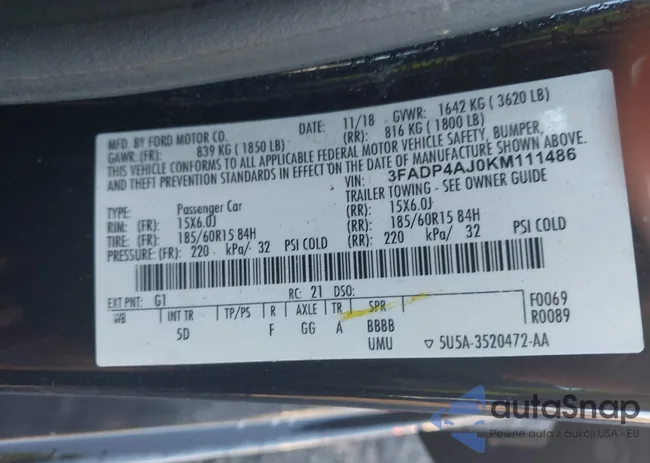 MFD. BY FORD MOTOR CO. DATE: 11/18 GVWR: 1642 KG ( 3620 LB)
GAWR: (FR): 839 KG ( 1850 LB) (RR): 816 KG ( 1800 LB)
THIS VEHICLE CONFORMS TO ALL APPLICABLE FEDERAL MOTOR VEHICLE SAFETY, BUMPER,
AND THEFT PREVENTION STANDARDS IN EFFECT ON THE DATE OF MANUFACTURE SHOWN ABOVE.
VIN: 3FADP4AJ0KM111486
TYPE: Passenger Car TRAILER TOWING - SEE OWNER GUIDE
RIM: (FR): 15X6.0J (RR): 15X6.0J
TIRE: (FR): 185/60R15 84H (RR): 185/60R15 84H
PRESSURE: (FR): 220 kPa/ 32 PSI COLD (RR): 220 kPa/ 32 PSI COLD
EXT PNT: G1 RC: 21 DSO: F0069
WB INT TR TP/PS R AXLE TR SPR R0089
5D F GG A BBBB
UMU ▽ 5U5A-3520472-AA
autaSnap
Pewne auta i aukcji USA i EU